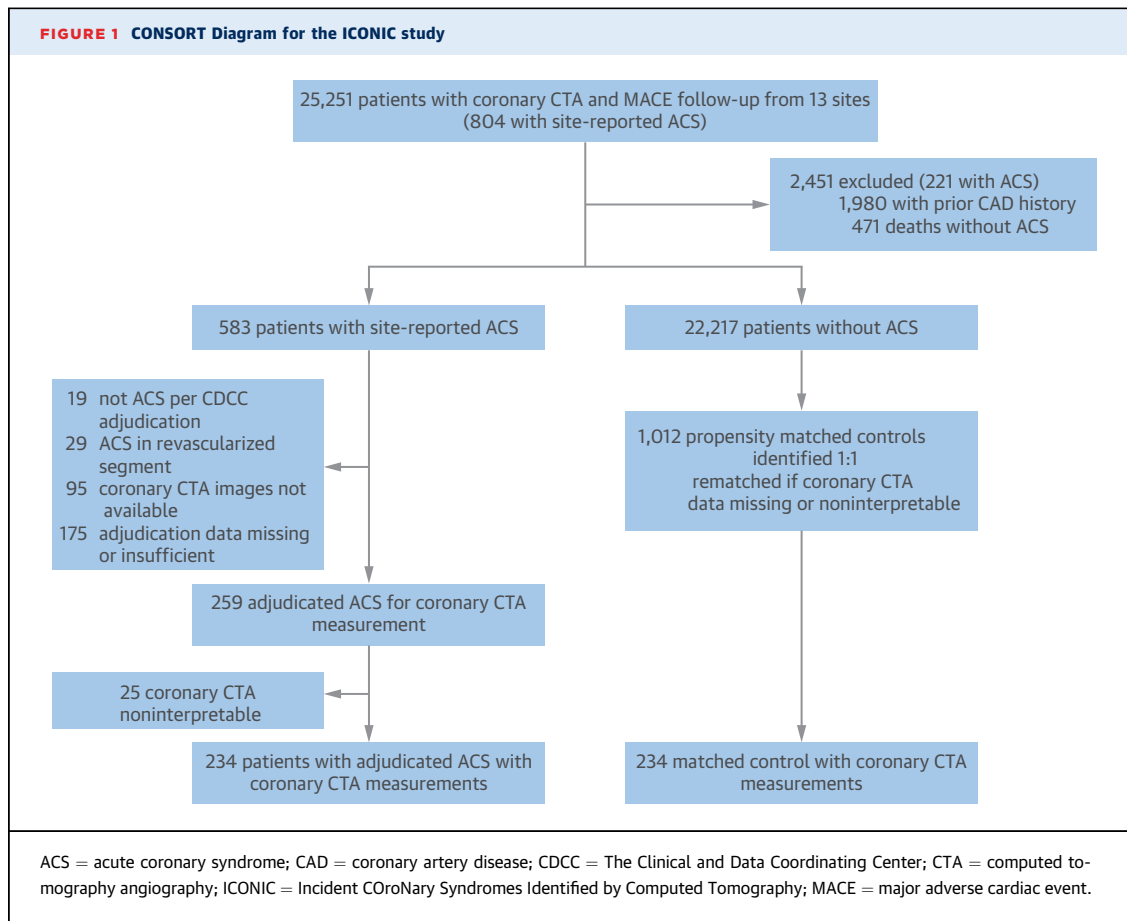 FIGURE 1 CONSORT Diagram for the ICONIC study
25,251 patients with coronary CTA and MACE follow-up from 13 sites
(804 with site-reported ACS)
2,451 excluded (221 with ACS)
1,980 with prior CAD history
471 deaths without ACS
583 patients with site-reported ACS
22,217 patients without ACS
19 not ACS per CDCC
adjudication
29 ACS in revascularized
segment
95 coronary CTA images not
available
175 adjudication data missing
or insufficient
1,012 propensity matched controls
identified 1:1
rematched if coronary CTA
data missing or noninterpretable
259 adjudicated ACS for coronary CTA
measurement
25 coronary CTA
noninterpretable
234 patients with adjudicated ACS with
coronary CTA measurements
234 matched control with coronary CTA
measurements
ACS = acute coronary syndrome; CAD = coronary artery disease; CDCC = The Clinical and Data Coordinating Center; CTA = computed to-
mography angiography; ICONIC = Incident COroNary Syndromes Identified by Computed Tomography; MACE = major adverse cardiac event.